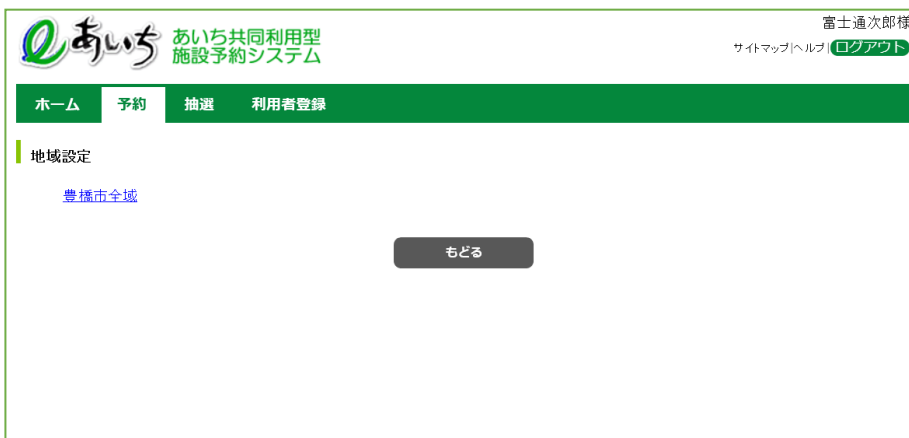 富士通次郎様
eあいち
あいち共同利用型
施設予約システム
サイトマップ|ヘルプ|ログアウト
ホーム 予約 抽選 利用者登録
地域設定
豊橋市全域
もどる